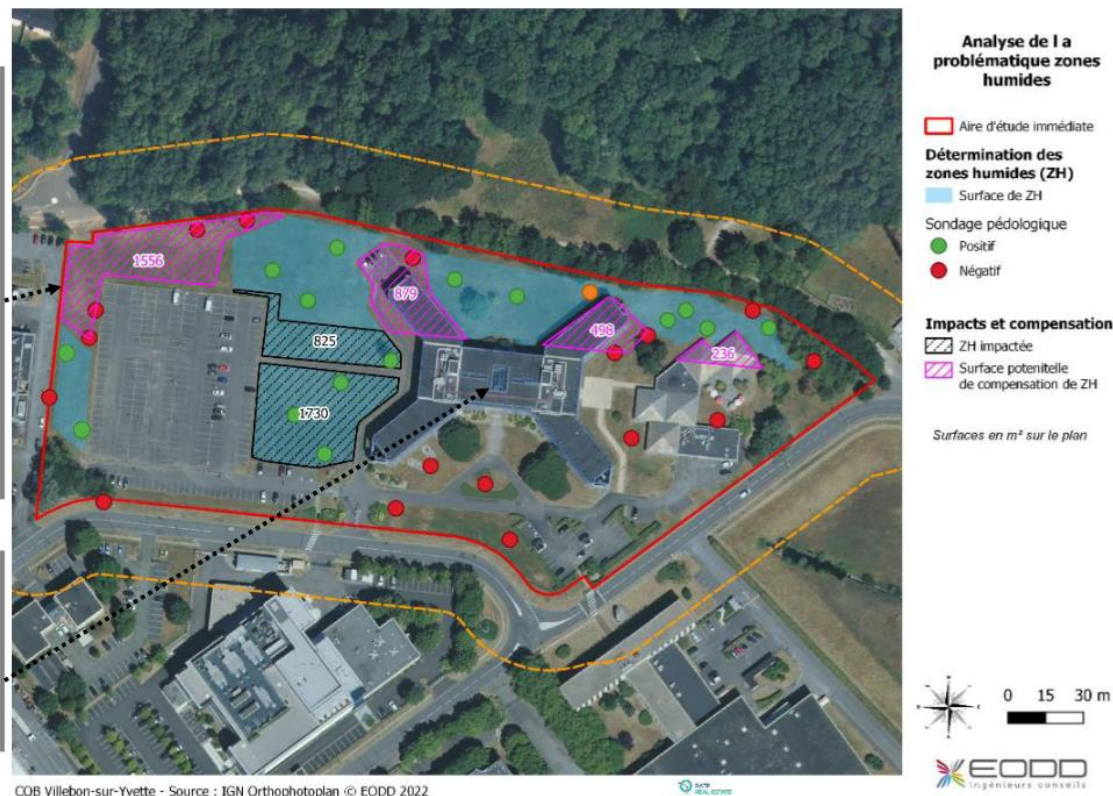 1556
879
498
236
825
1730
Analyse de l a
problématique zones
humides
Aire d'étude immédiate
Détermination des
zones humides (ZH)
Surface de ZH
Sondage pédologique
Positif
Négatif
Impacts et compensation
ZH impactée
Surface potenitelle
de compensation de ZH
Surfaces en m² sur le plan
0 15 30 m
EODD
ingénieurs conseils
COB Villebon-sur-Yvette - Source : IGN Orthophotoplan © EODD 2022
REAL ESTATE